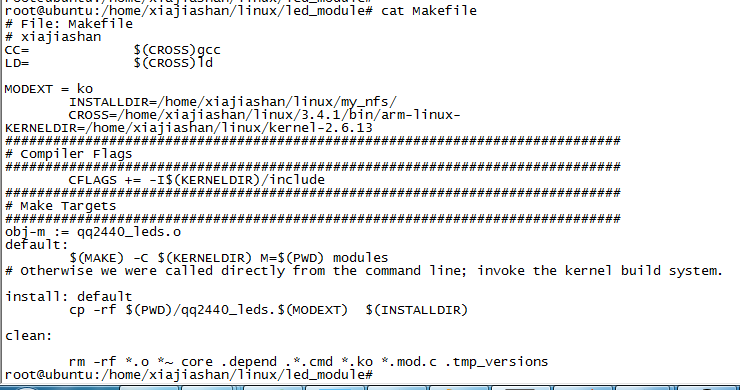 root@ubuntu:/home/xiajiashan/linux/led_module# cat Makefile
# File: Makefile
# xiajiashan
CC=             $(CROSS)gcc
LD=             $(CROSS)ld
MODEXT = ko
        INSTALLDIR=/home/xiajiashan/linux/my_nfs/
        CROSS=/home/xiajiashan/linux/3.4.1/bin/arm-linux-
KERNELDIR=/home/xiajiashan/linux/kernel-2.6.13
#############################################################################
# Compiler Flags
#############################################################################
        CFLAGS += -I$(KERNELDIR)/include
#############################################################################
# Make Targets
#############################################################################
obj-m := qq2440_leds.o
default:
        $(MAKE) -C $(KERNELDIR) M=$(PWD) modules
# Otherwise we were called directly from the command line; invoke the kernel build system.
install: default
        cp -rf $(PWD)/qq2440_leds.$(MODEXT)  $(INSTALLDIR)
clean:
        rm -rf *.o *~ core .depend .*.cmd *.ko *.mod.c .tmp_versions
root@ubuntu:/home/xiajiashan/linux/led_module#